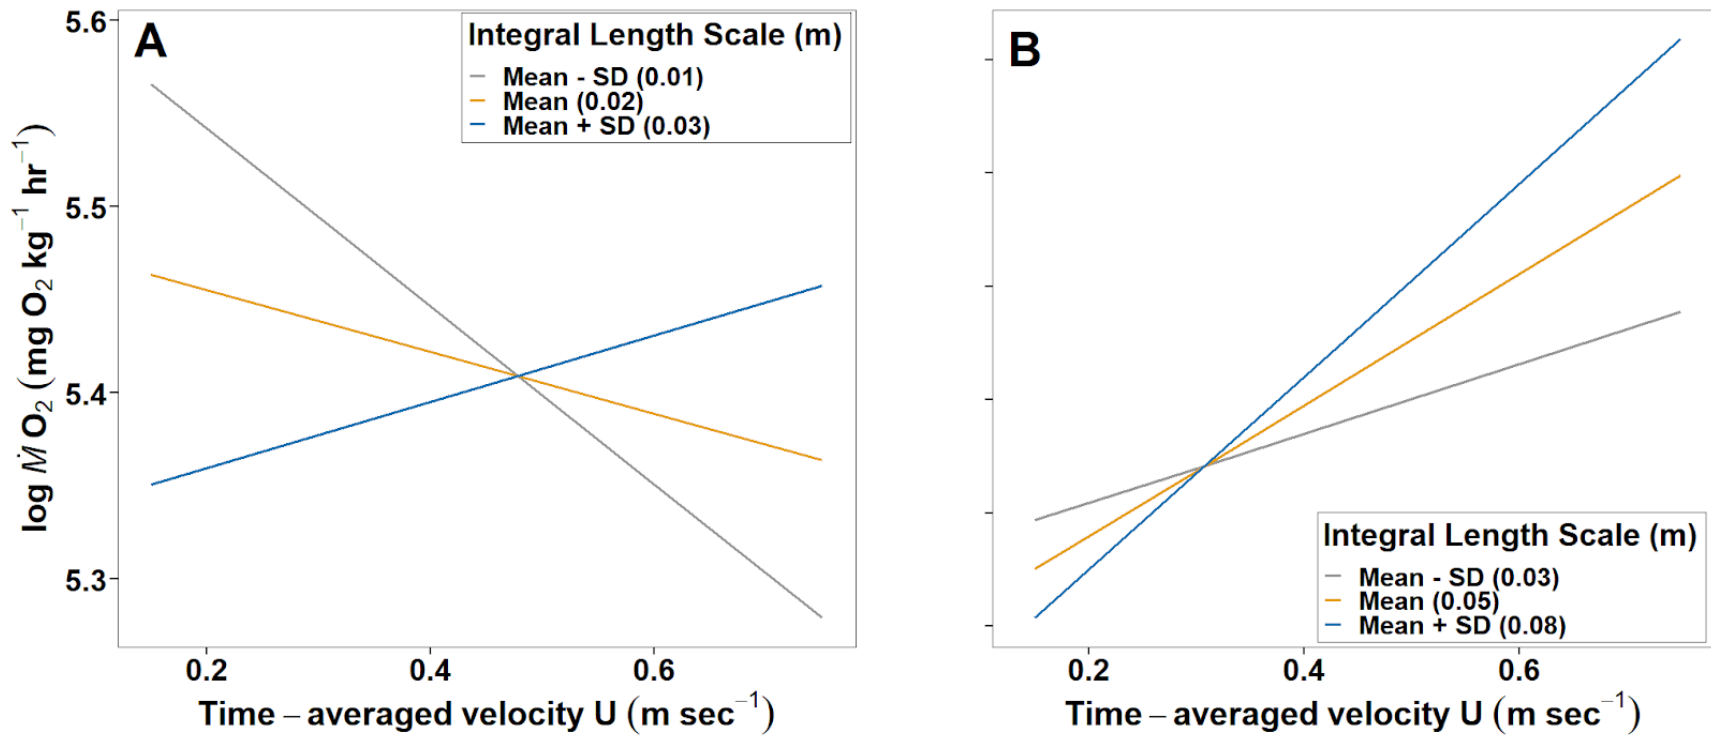 A
Integral Length Scale (m)
Mean - SD (0.01)
Mean (0.02)
Mean + SD (0.03)
5.6
5.5
5.4
5.3
log Ṁ O₂ (mg O₂ kg⁻¹ hr⁻¹)
0.2 0.4 0.6
Time – averaged velocity U (m sec⁻¹)
B
Integral Length Scale (m)
Mean - SD (0.03)
Mean (0.05)
Mean + SD (0.08)
0.2 0.4 0.6
Time – averaged velocity U (m sec⁻¹)